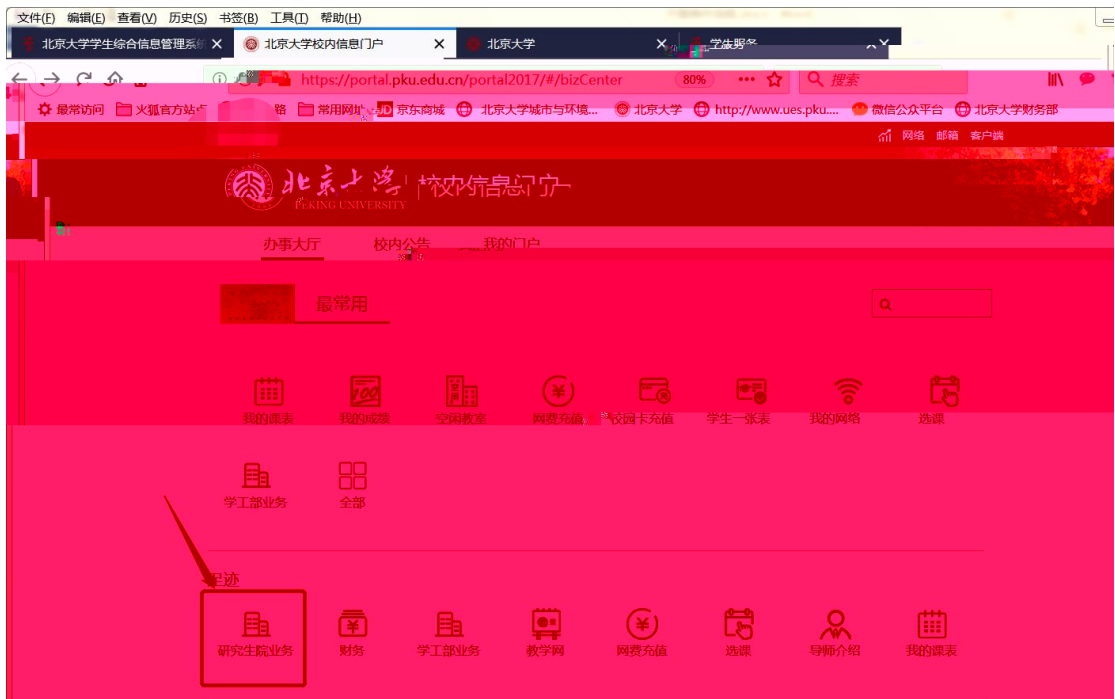 文件(F) 编辑(E) 查看(V) 历史(S) 书签(B) 工具(T) 帮助(H)
北京大学学生综合信息管理系统 北京大学校内信息门户 北京大学 学生服务
https://portal.pku.edu.cn/portal2017/#/bizCenter 80% 搜索
最常访问 火狐官方站点 常用网址 JD 京东商城 北京大学城市与环境... 北京大学 http://www.ues.pku.... 微信公众平台 北京大学财务部
网络 邮箱 客户端
北京大学 校内信息门户
PEKING UNIVERSITY
办事大厅 校内公告 我的门户
最常用
我的课表 我的成绩 空闲教室 网费充值 校园卡充值 学生一张表 我的网络 选课
学工部业务 全部
足迹
研究生院业务 财务 学工部业务 教学网 网费充值 选课 导师介绍 我的课表